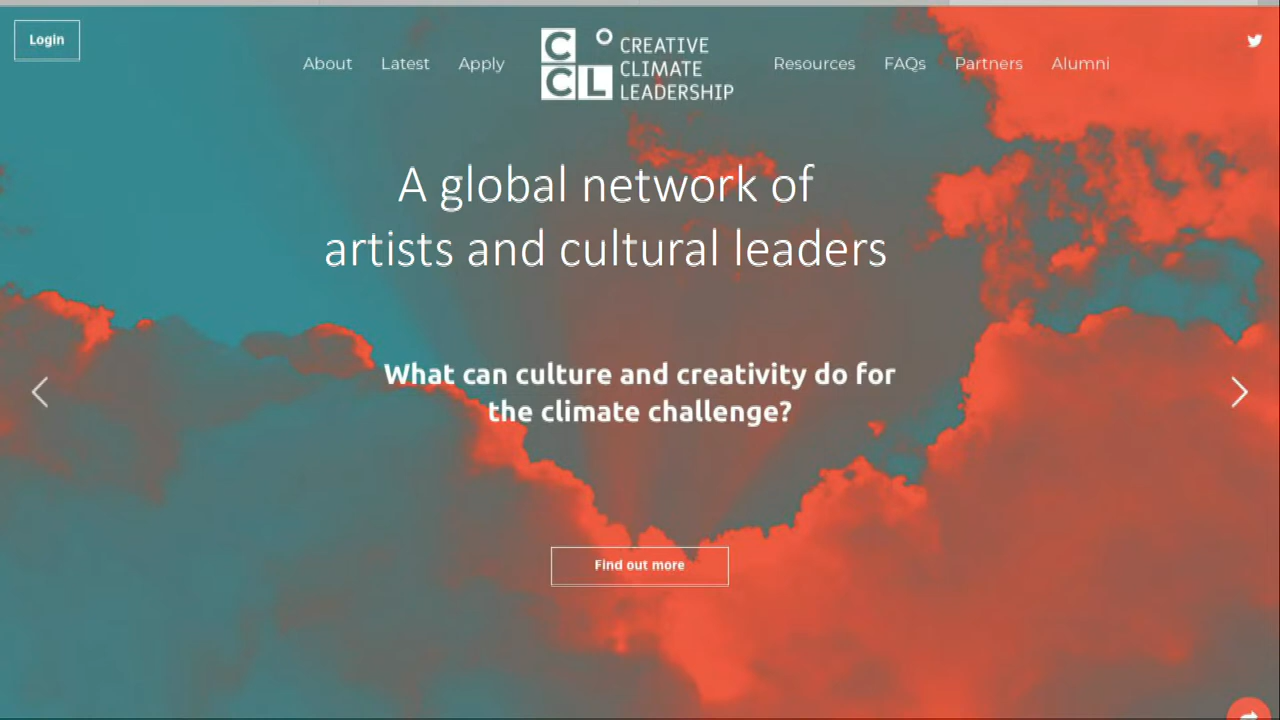 Login
About Latest Apply
C
CL
CREATIVE
CLIMATE
LEADERSHIP
Resources FAQs Partners Alumni
A global network of
artists and cultural leaders
What can culture and creativity do for
the climate challenge?
Find out more